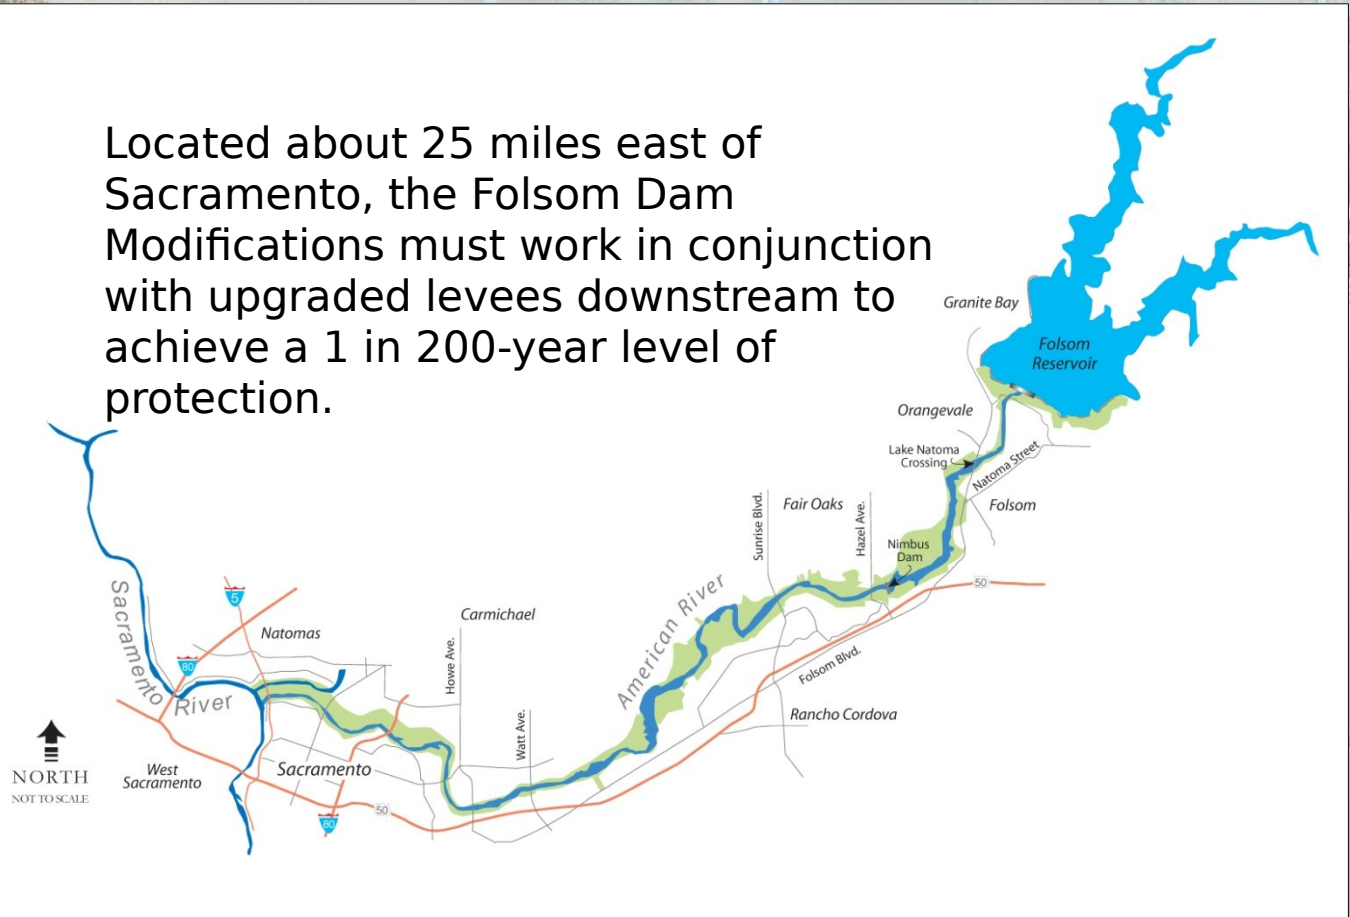 Located about 25 miles east of
Sacramento, the Folsom Dam
Modifications must work in conjunction
with upgraded levees downstream to
achieve a 1 in 200-year level of
protection.
Granite Bay
Folsom
Reservoir
Orangevale
Lake Natoma
Crossing
Natoma Street
Folsom
Sunrise Blvd.
Fair Oaks
Hazel Ave.
Nimbus
Dam
50
American River
Sacramento
River
5
Natomas
80
Carmichael
Howe Ave.
Watt Ave.
Folsom Blvd.
Rancho Cordova
West
Sacramento
Sacramento
50
80
NORTH
NOT TO SCALE